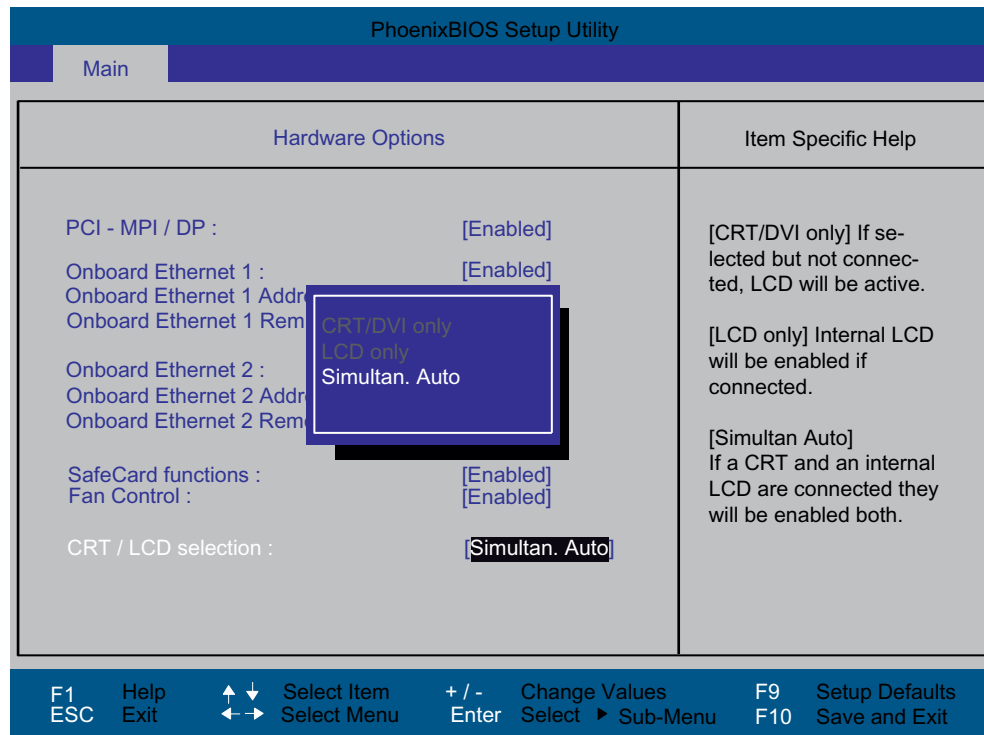 PhoenixBIOS Setup Utility
Main
Hardware Options
Item Specific Help
PCI - MPI / DP : [Enabled]
Onboard Ethernet 1 : [Enabled]
Onboard Ethernet 1 Addr
Onboard Ethernet 1 Rem
Onboard Ethernet 2 :
Onboard Ethernet 2 Addr
Onboard Ethernet 2 Rem
CRT/DVI only
LCD only
Simultan. Auto
SafeCard functions : [Enabled]
Fan Control : [Enabled]
CRT / LCD selection : [Simultan. Auto]
[CRT/DVI only] If se-
lected but not connec-
ted, LCD will be active.
[LCD only] Internal LCD
will be enabled if
connected.
[Simultan Auto]
If a CRT and an internal
LCD are connected they
will be enabled both.
F1 Help ↑ ↓ Select Item + / - Change Values F9 Setup Defaults
ESC Exit ← → Select Menu Enter Select ▶ Sub-Menu F10 Save and Exit